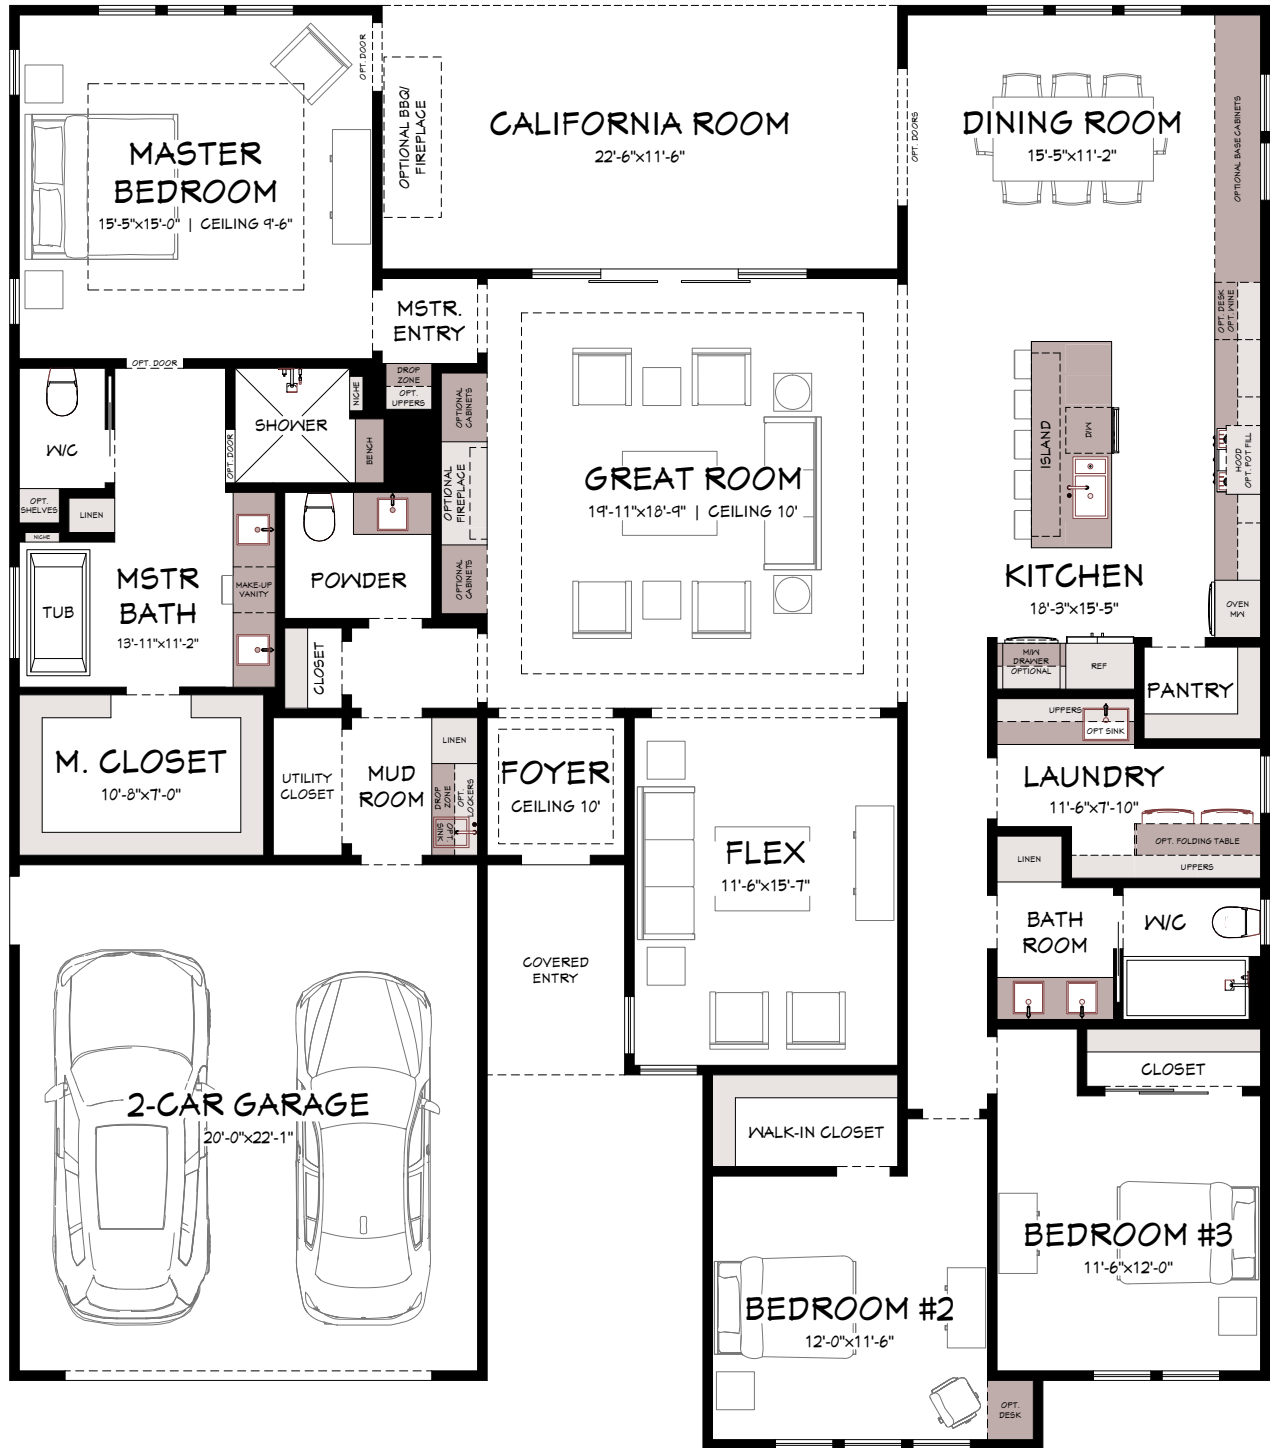 MASTER
BEDROOM
15'-5"x15'-0" | CEILING 9'-6"
OPT. DOOR
OPTIONAL BBQ/
FIREPLACE
CALIFORNIA ROOM
22'-6"x11'-6"
OPT. DOORS
DINING ROOM
15'-5"x11'-2"
OPTIONAL BASE CABINETS
MSTR.
ENTRY
OPT. DESK
OPT. WINE
OPT. DOOR
DROP
ZONE
OPT.
UPPERS
W/C
OPT.
SHELVES
LINEN
OPT. DOOR
SHOWER
NICHE
BENCH
OPTIONAL
CABINETS
OPTIONAL
FIREPLACE
OPTIONAL
CABINETS
GREAT ROOM
19'-11"x18'-9" | CEILING 10'
ISLAND
M/D
HOOD
OPT. POT FILL
KITCHEN
18'-3"x15'-5"
OVEN
MW
NICHE
TUB
MSTR
BATH
13'-11"x11'-2"
MAKE-UP
VANITY
POWDER
CLOSET
M/W
DRAWER
OPTIONAL
REF
PANTRY
UPPERS
OPT SINK
M. CLOSET
10'-8"x7'-0"
UTILITY
CLOSET
MUD
ROOM
LINEN
DROP
ZONE
OPT.
LOCKERS
OPT.
SINK
FOYER
CEILING 10'
LAUNDRY
11'-6"x7'-10"
OPT. FOLDING TABLE
UPPERS
FLEX
11'-6"x15'-7"
LINEN
BATH
ROOM
W/C
COVERED
ENTRY
CLOSET
2-CAR GARAGE
20'-0"x22'-1"
WALK-IN CLOSET
BEDROOM #3
11'-6"x12'-0"
BEDROOM #2
12'-0"x11'-6"
OPT.
DESK